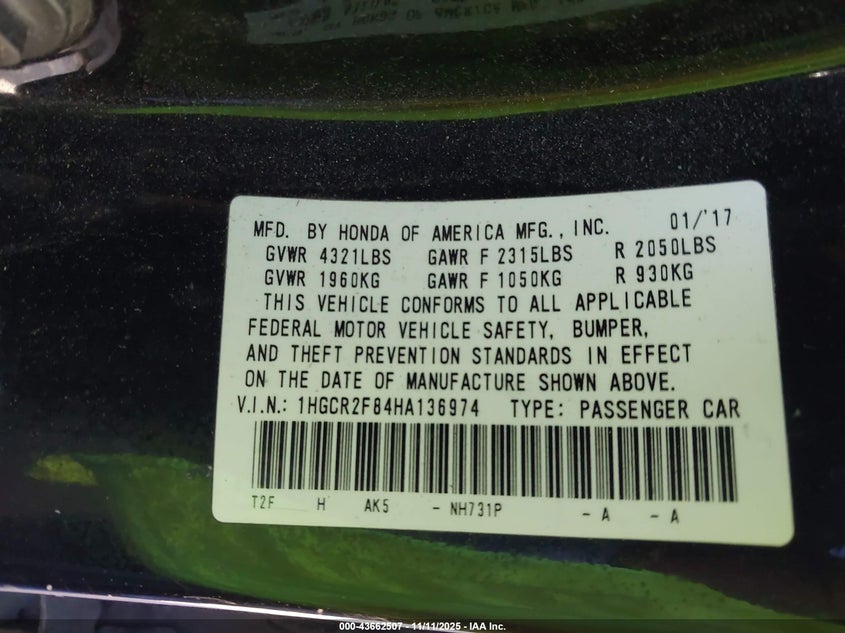 MFD. BY HONDA OF AMERICA MFG., INC. 01/'17
GVWR 4321LBS GAWR F 2315LBS R 2050LBS
GVWR 1960KG GAWR F 1050KG R 930KG
THIS VEHICLE CONFORMS TO ALL APPLICABLE
FEDERAL MOTOR VEHICLE SAFETY, BUMPER,
AND THEFT PREVENTION STANDARDS IN EFFECT
ON THE DATE OF MANUFACTURE SHOWN ABOVE.
V.I.N.: 1HGCR2F84HA136974 TYPE: PASSENGER CAR
T2F H AK5 - NH731P - A - A
000-43662507 - 11/11/2025 - IAA Inc.